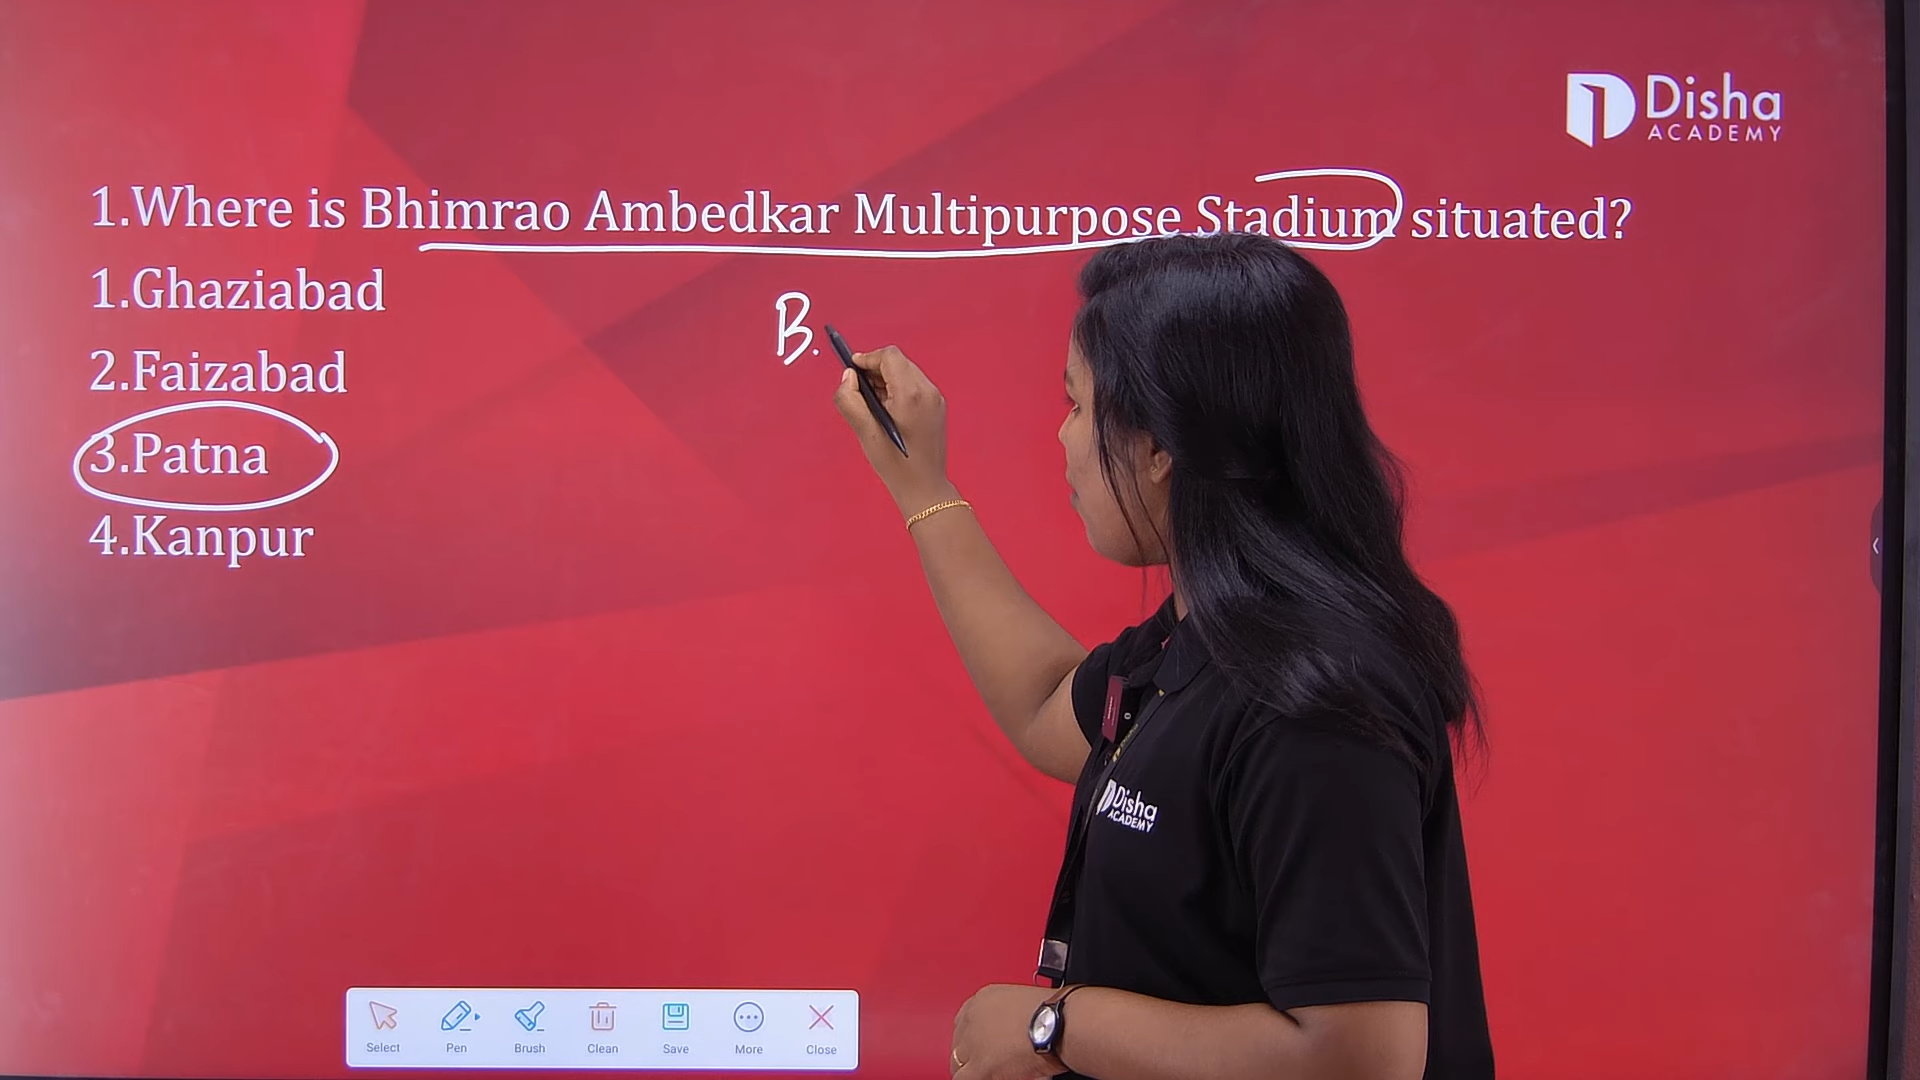 Disha
ACADEMY
1.Where is Bhimrao Ambedkar Multipurpose Stadium situated?
1.Ghaziabad
B.
2.Faizabad
3.Patna
4.Kanpur
Disha
ACADEMY
Select Pen Brush Clean Save More Close